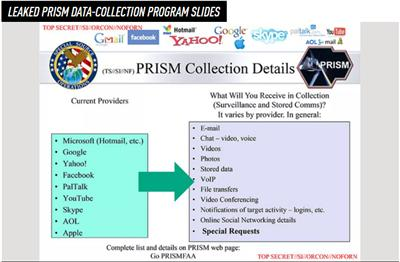 LEAKED PRISM DATA-COLLECTION PROGRAM SLIDES
TOP SECRET//SI//ORCON//NOFORN
Gmail
facebook
Hotmail
YAHOO!
Google
skype
paltalk
YouTube
AOL mail
SPECIAL SOURCE OPERATIONS
(TS//SI//NF) PRISM Collection Details
PRISM
Current Providers
What Will You Receive in Collection
(Surveillance and Stored Comms)?
It varies by provider. In general:
• Microsoft (Hotmail, etc.)
• Google
• Yahoo!
• Facebook
• PalTalk
• YouTube
• Skype
• AOL
• Apple
• E-mail
• Chat – video, voice
• Videos
• Photos
• Stored data
• VoIP
• File transfers
• Video Conferencing
• Notifications of target activity – logins, etc.
• Online Social Networking details
• Special Requests
Complete list and details on PRISM web page:
Go PRISMFAA
TOP SECRET//SI//ORCON//NOFORN